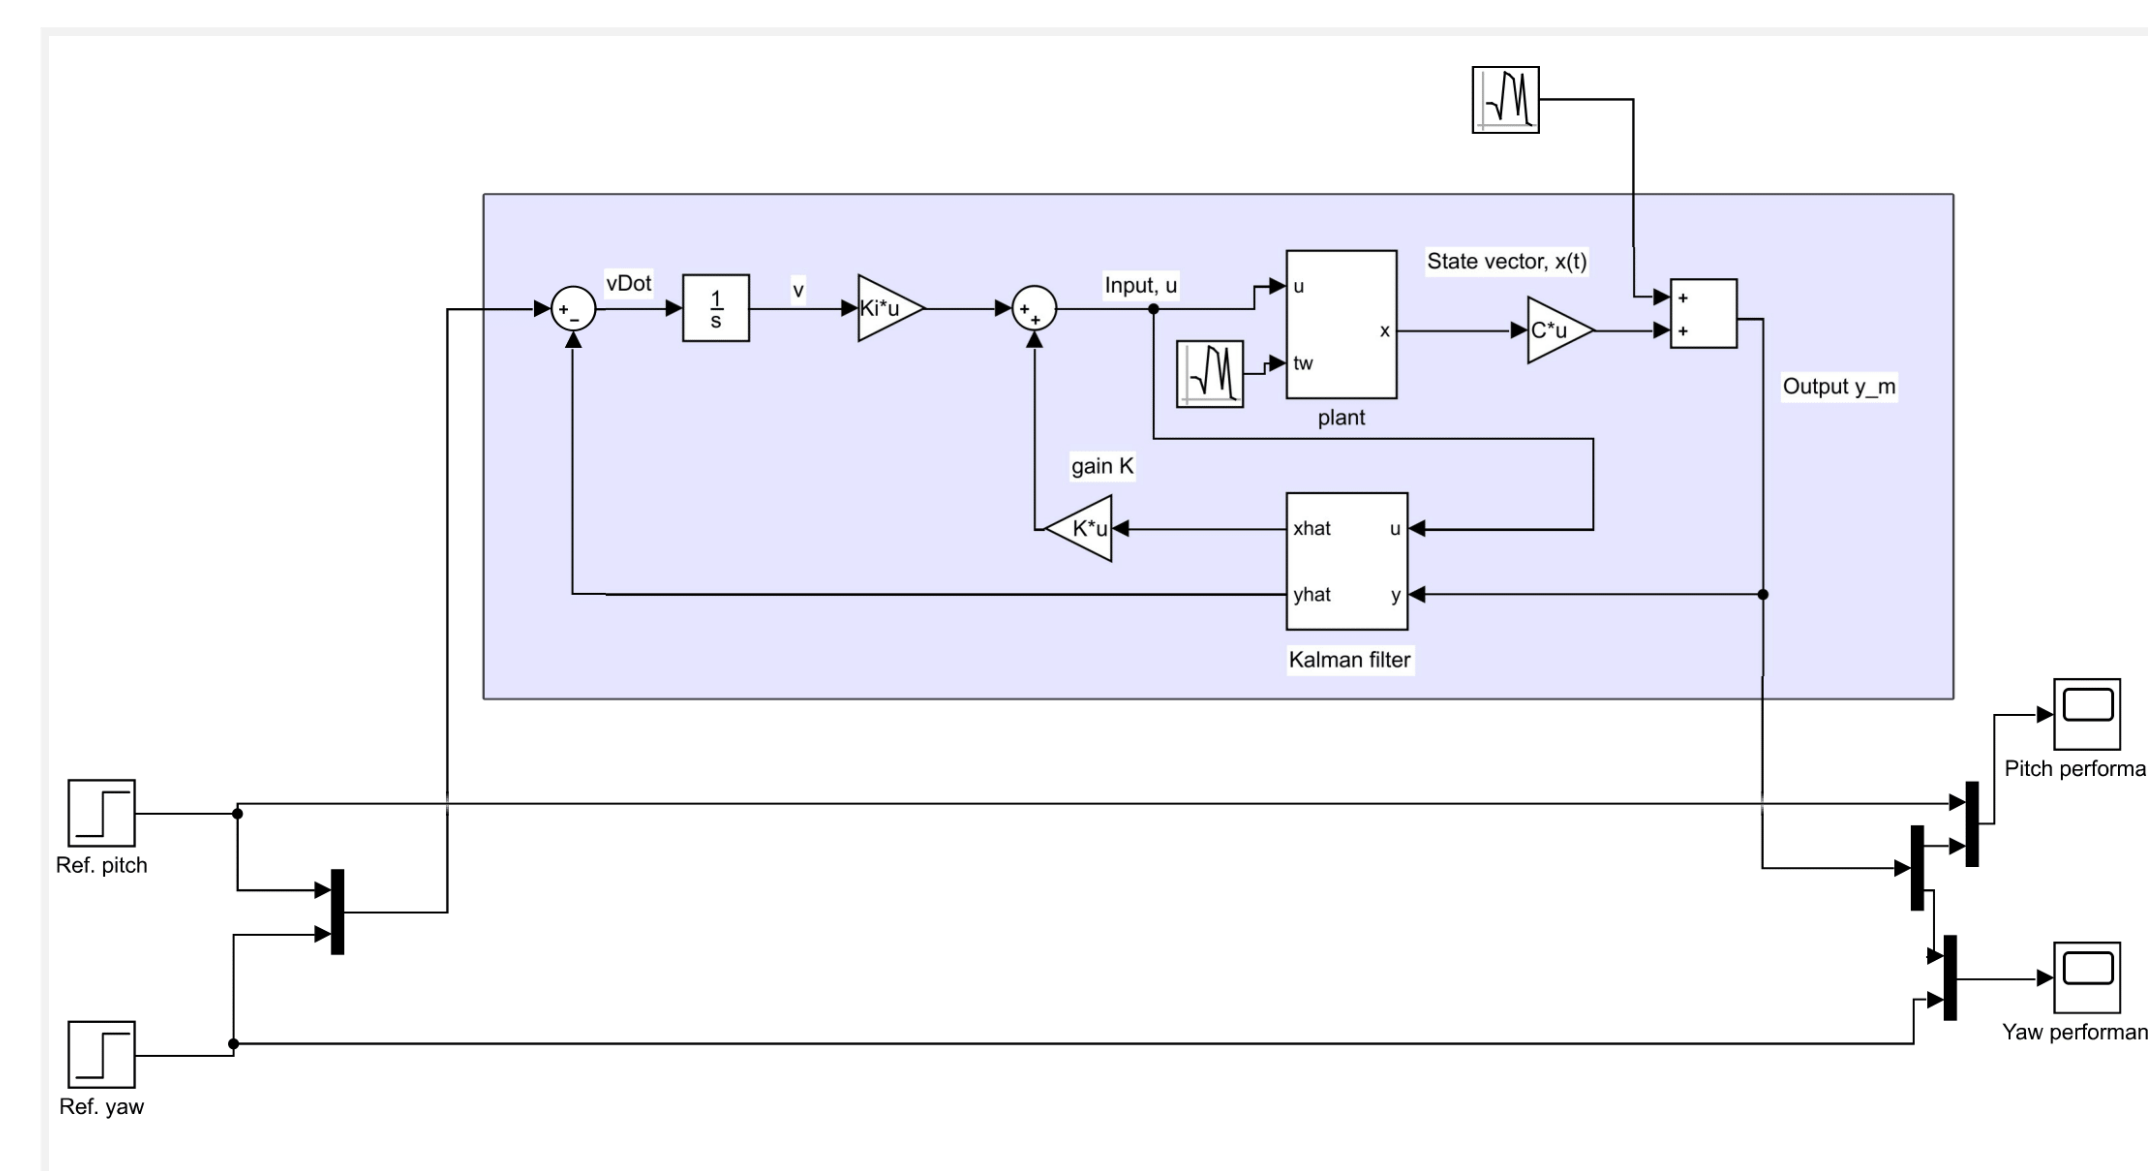 vDot
1
s
v
Ki*u
+
−
+
+
Input, u
u
tw
x
plant
State vector, x(t)
C*u
+
+
Output y_m
gain K
K*u
xhat
u
yhat
y
Kalman filter
Pitch performa
Ref. pitch
Yaw performan
Ref. yaw